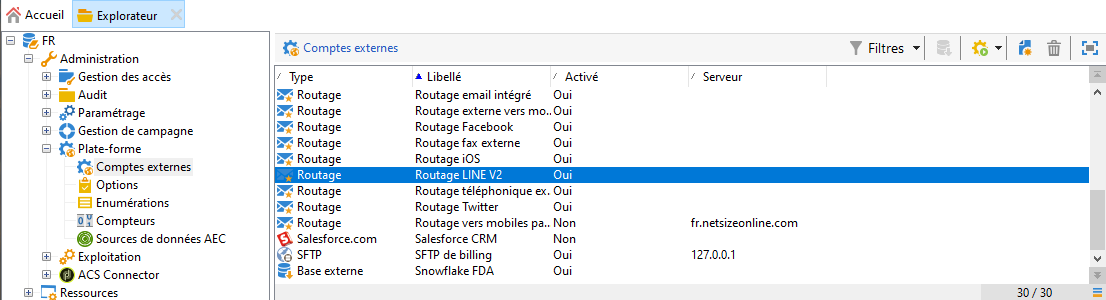 Accueil
Explorateur
FR
Administration
Gestion des accès
Audit
Paramétrage
Gestion de campagne
Plate-forme
Comptes externes
Options
Enumérations
Compteurs
Sources de données AEC
Exploitation
ACS Connector
Ressources
Comptes externes
Filtres
Type Libellé Activé Serveur
Routage Routage email intégré Oui
Routage Routage externe vers mo... Oui
Routage Routage Facebook Oui
Routage Routage fax externe Oui
Routage Routage iOS Oui
Routage Routage LINE V2 Oui
Routage Routage téléphonique ex... Oui
Routage Routage Twitter Oui
Routage Routage vers mobiles pa... Non fr.netsizeonline.com
Salesforce.com Salesforce CRM Non
SFTP SFTP de billing Oui 127.0.0.1
Base externe Snowflake FDA Oui
30 / 30